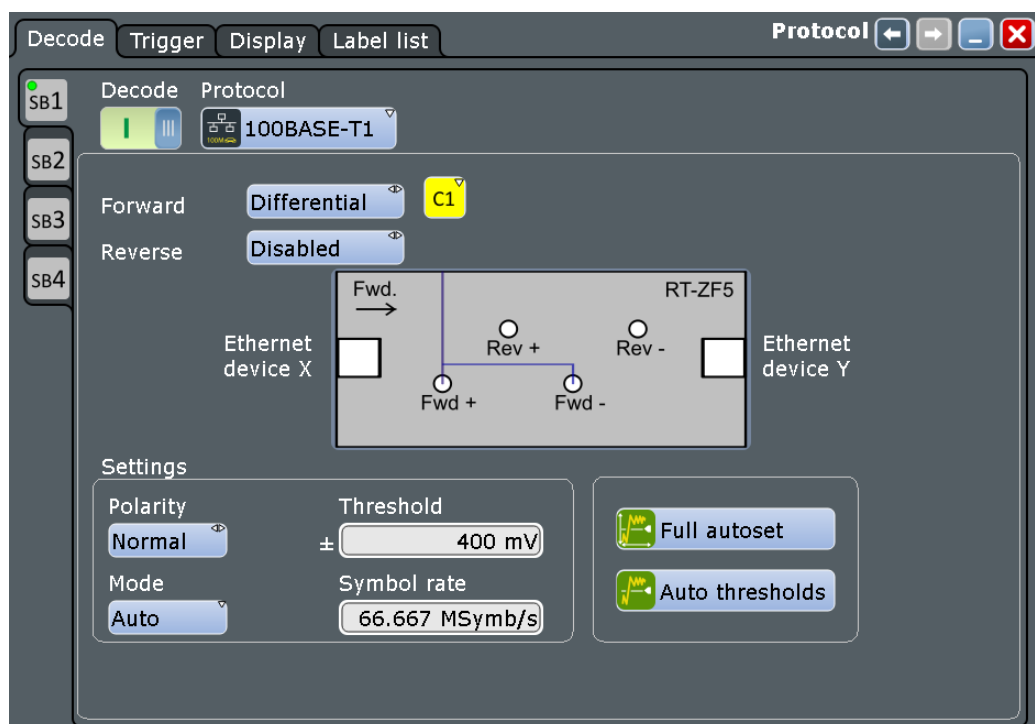 Decode Trigger Display Label list Protocol
SB1 Decode Protocol
100BASE-T1
SB2
Forward Differential C1
SB3
Reverse Disabled
SB4
Fwd. RT-ZF5
Ethernet device X
Rev + Rev -
Ethernet device Y
Fwd + Fwd -
Settings
Polarity Threshold
Normal ± 400 mV
Full autoset
Mode Symbol rate
Auto 66.667 MSymb/s
Auto thresholds